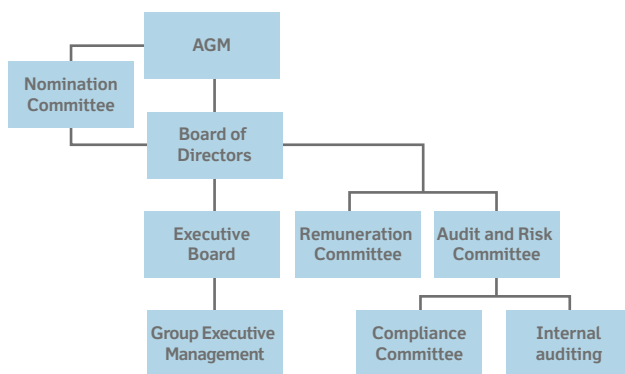 AGM
Nomination
Committee
Board of
Directors
Executive
Board
Remuneration
Committee
Audit and Risk
Committee
Group Executive
Management
Compliance
Committee
Internal
auditing